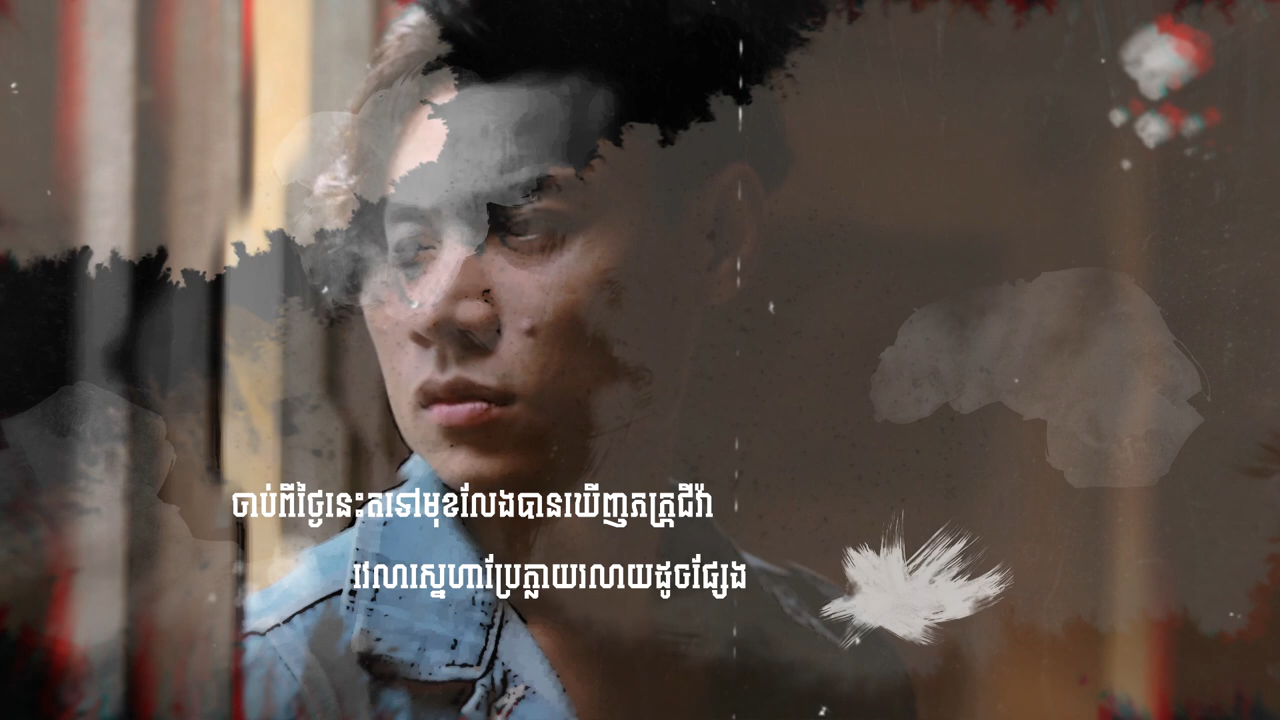 ចាប់ពីថ្ងៃនេះតទៅមុខលែងបានឃើញតក្រ្តជីវ៉ា
វេលាស្នេហាប្រែក្លាយរលាយដូចផ្សែង